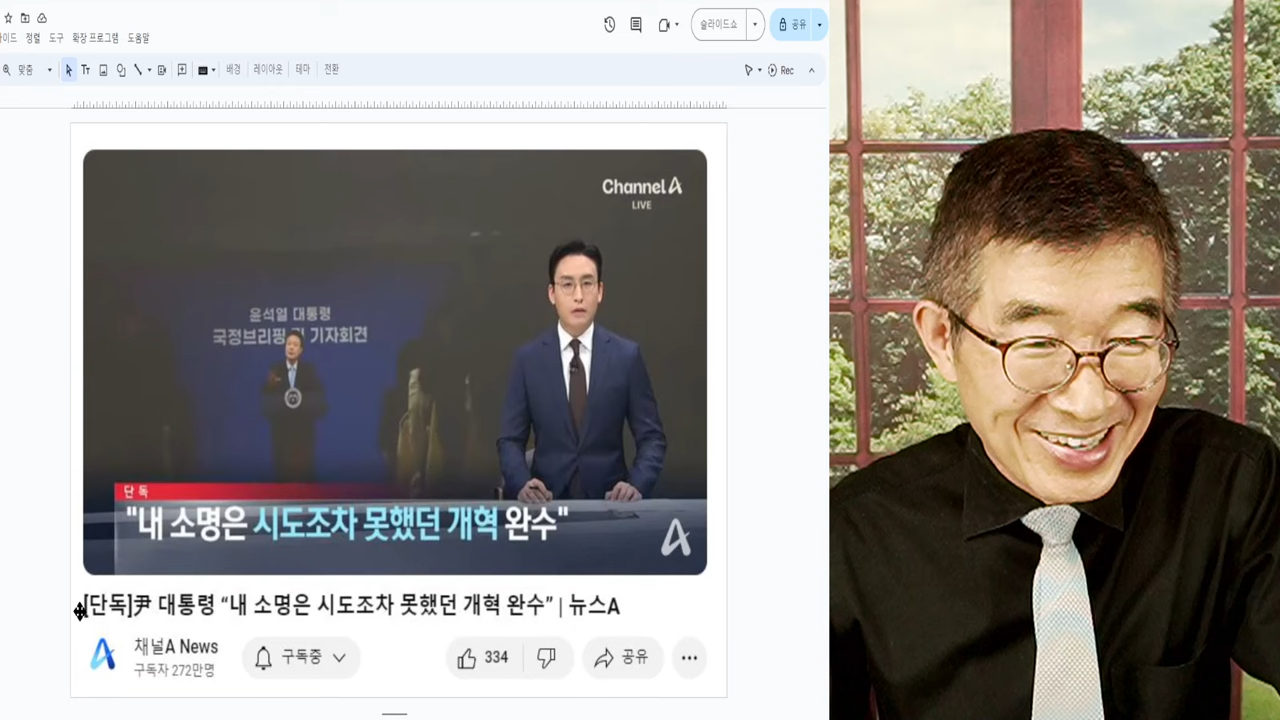 이드 정렬 도구 확장 프로그램 도움말
슬라이드쇼
공유
맞춤
배경 레이아웃 테마 전환
Rec
Channel A
LIVE
윤석열 대통령
국정브리핑 및 기자회견
단독
"내 소명은 시도조차 못했던 개혁 완수"
[단독]尹 대통령 “내 소명은 시도조차 못했던 개혁 완수” | 뉴스A
채널A News
구독자 272만명
구독중
334
공유